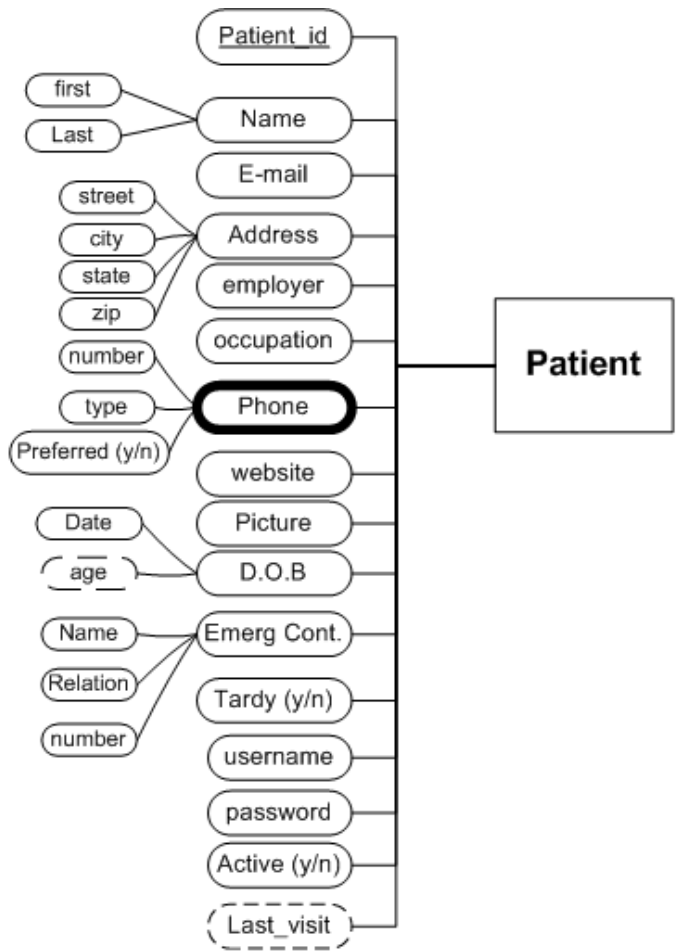 Patient_id
first
Last
Name
E-mail
street
city
state
zip
Address
employer
occupation
number
type
Preferred (y/n)
Phone
website
Picture
Date
age
D.O.B
Name
Relation
number
Emerg Cont.
Tardy (y/n)
username
password
Active (y/n)
Last_visit
Patient